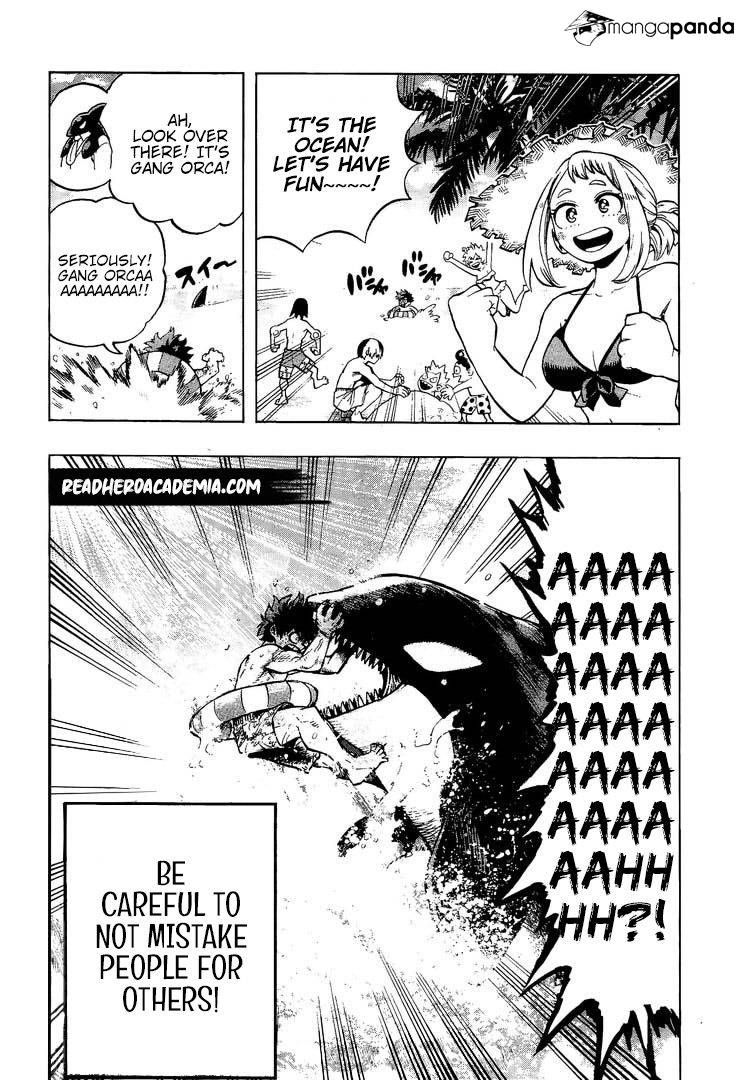 mangapanda
IT'S THE
OCEAN!
LET'S HAVE
FUN~~~~!
バシャ
バシャ
AH,
LOOK OVER
THERE! IT'S
GANG ORCA!
SERIOUSLY!
GANG ORCAA
AAAAAAAAA!!
スイ〜
READHEROACADEMIA.COM
AAAA
AAAA
AAAA
AAAA
AAAA
AAAA
AAHH
HH?!
BE
CAREFUL TO
NOT MISTAKE
PEOPLE FOR
OTHERS!